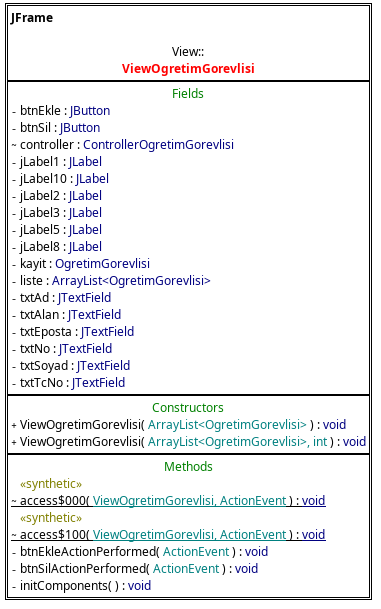 JFrame
View::
ViewOgretimGorevlisi
Fields
- btnEkle : JButton
- btnSil : JButton
~ controller : ControllerOgretimGorevlisi
- jLabel1 : JLabel
- jLabel10 : JLabel
- jLabel2 : JLabel
- jLabel3 : JLabel
- jLabel5 : JLabel
- jLabel8 : JLabel
- kayit : OgretimGorevlisi
- liste : ArrayList<OgretimGorevlisi>
- txtAd : JTextField
- txtAlan : JTextField
- txtEposta : JTextField
- txtNo : JTextField
- txtSoyad : JTextField
- txtTcNo : JTextField
Constructors
+ ViewOgretimGorevlisi( ArrayList<OgretimGorevlisi> ) : void
+ ViewOgretimGorevlisi( ArrayList<OgretimGorevlisi>, int ) : void
Methods
«synthetic»
~ access$000( ViewOgretimGorevlisi, ActionEvent ) : void
«synthetic»
~ access$100( ViewOgretimGorevlisi, ActionEvent ) : void
- btnEkleActionPerformed( ActionEvent ) : void
- btnSilActionPerformed( ActionEvent ) : void
- initComponents( ) : void